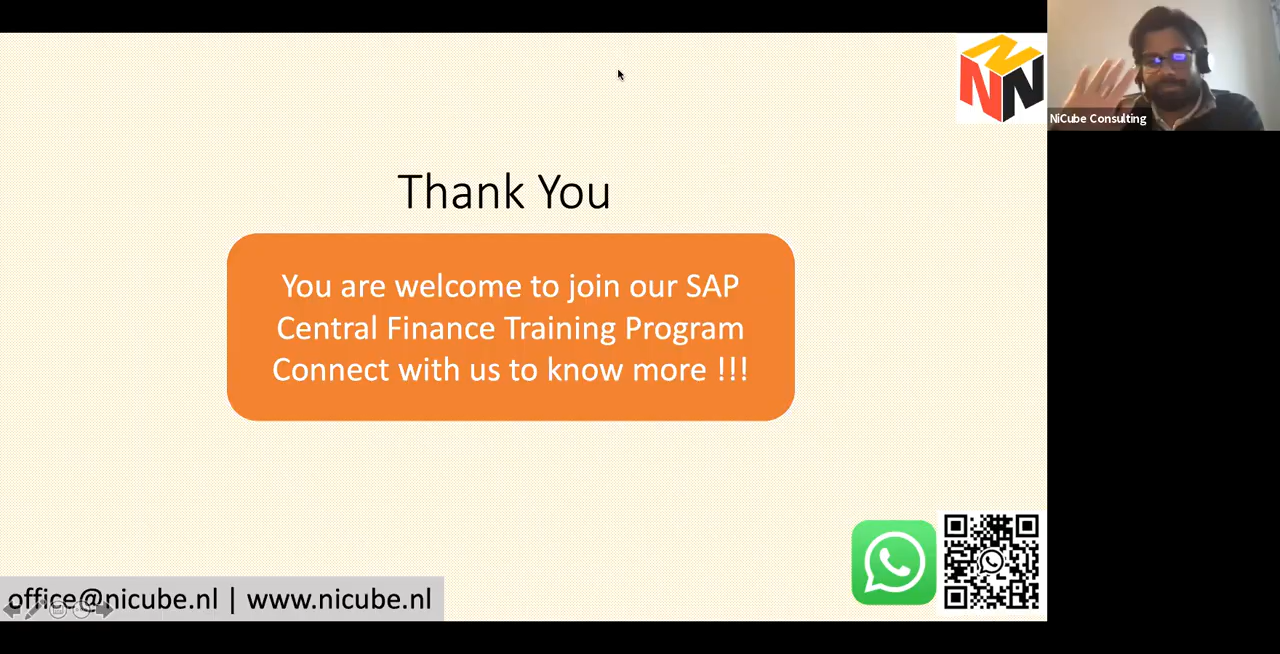 NNN
NiCube Consulting
Thank You
You are welcome to join our SAP
Central Finance Training Program
Connect with us to know more !!!
office@nicube.nl | www.nicube.nl